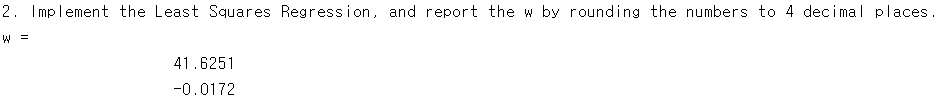 2. Implement the Least Squares Regression, and report the w by rounding the numbers to 4 decimal places.
w =
41.6251
-0.0172